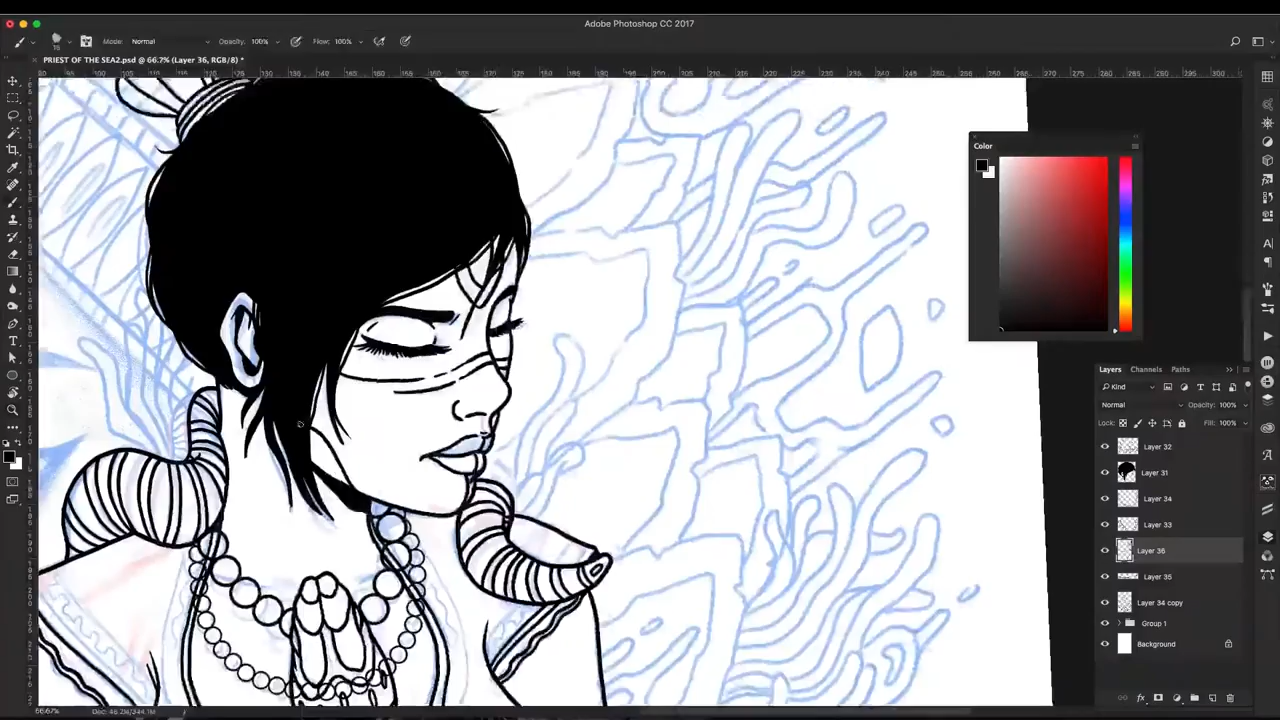 Adobe Photoshop CC 2017
Mode: Normal Opacity: 100% Flow: 100%
PRIEST OF THE SEA2.psd @ 66.7% (Layer 36, RGB/8) *
Color
Layers Channels Paths
Kind
Normal Opacity: 100%
Lock: Fill: 100%
Layer 32
Layer 31
Layer 34
Layer 33
Layer 36
Layer 35
Layer 34 copy
Group 1
Background
66.67%